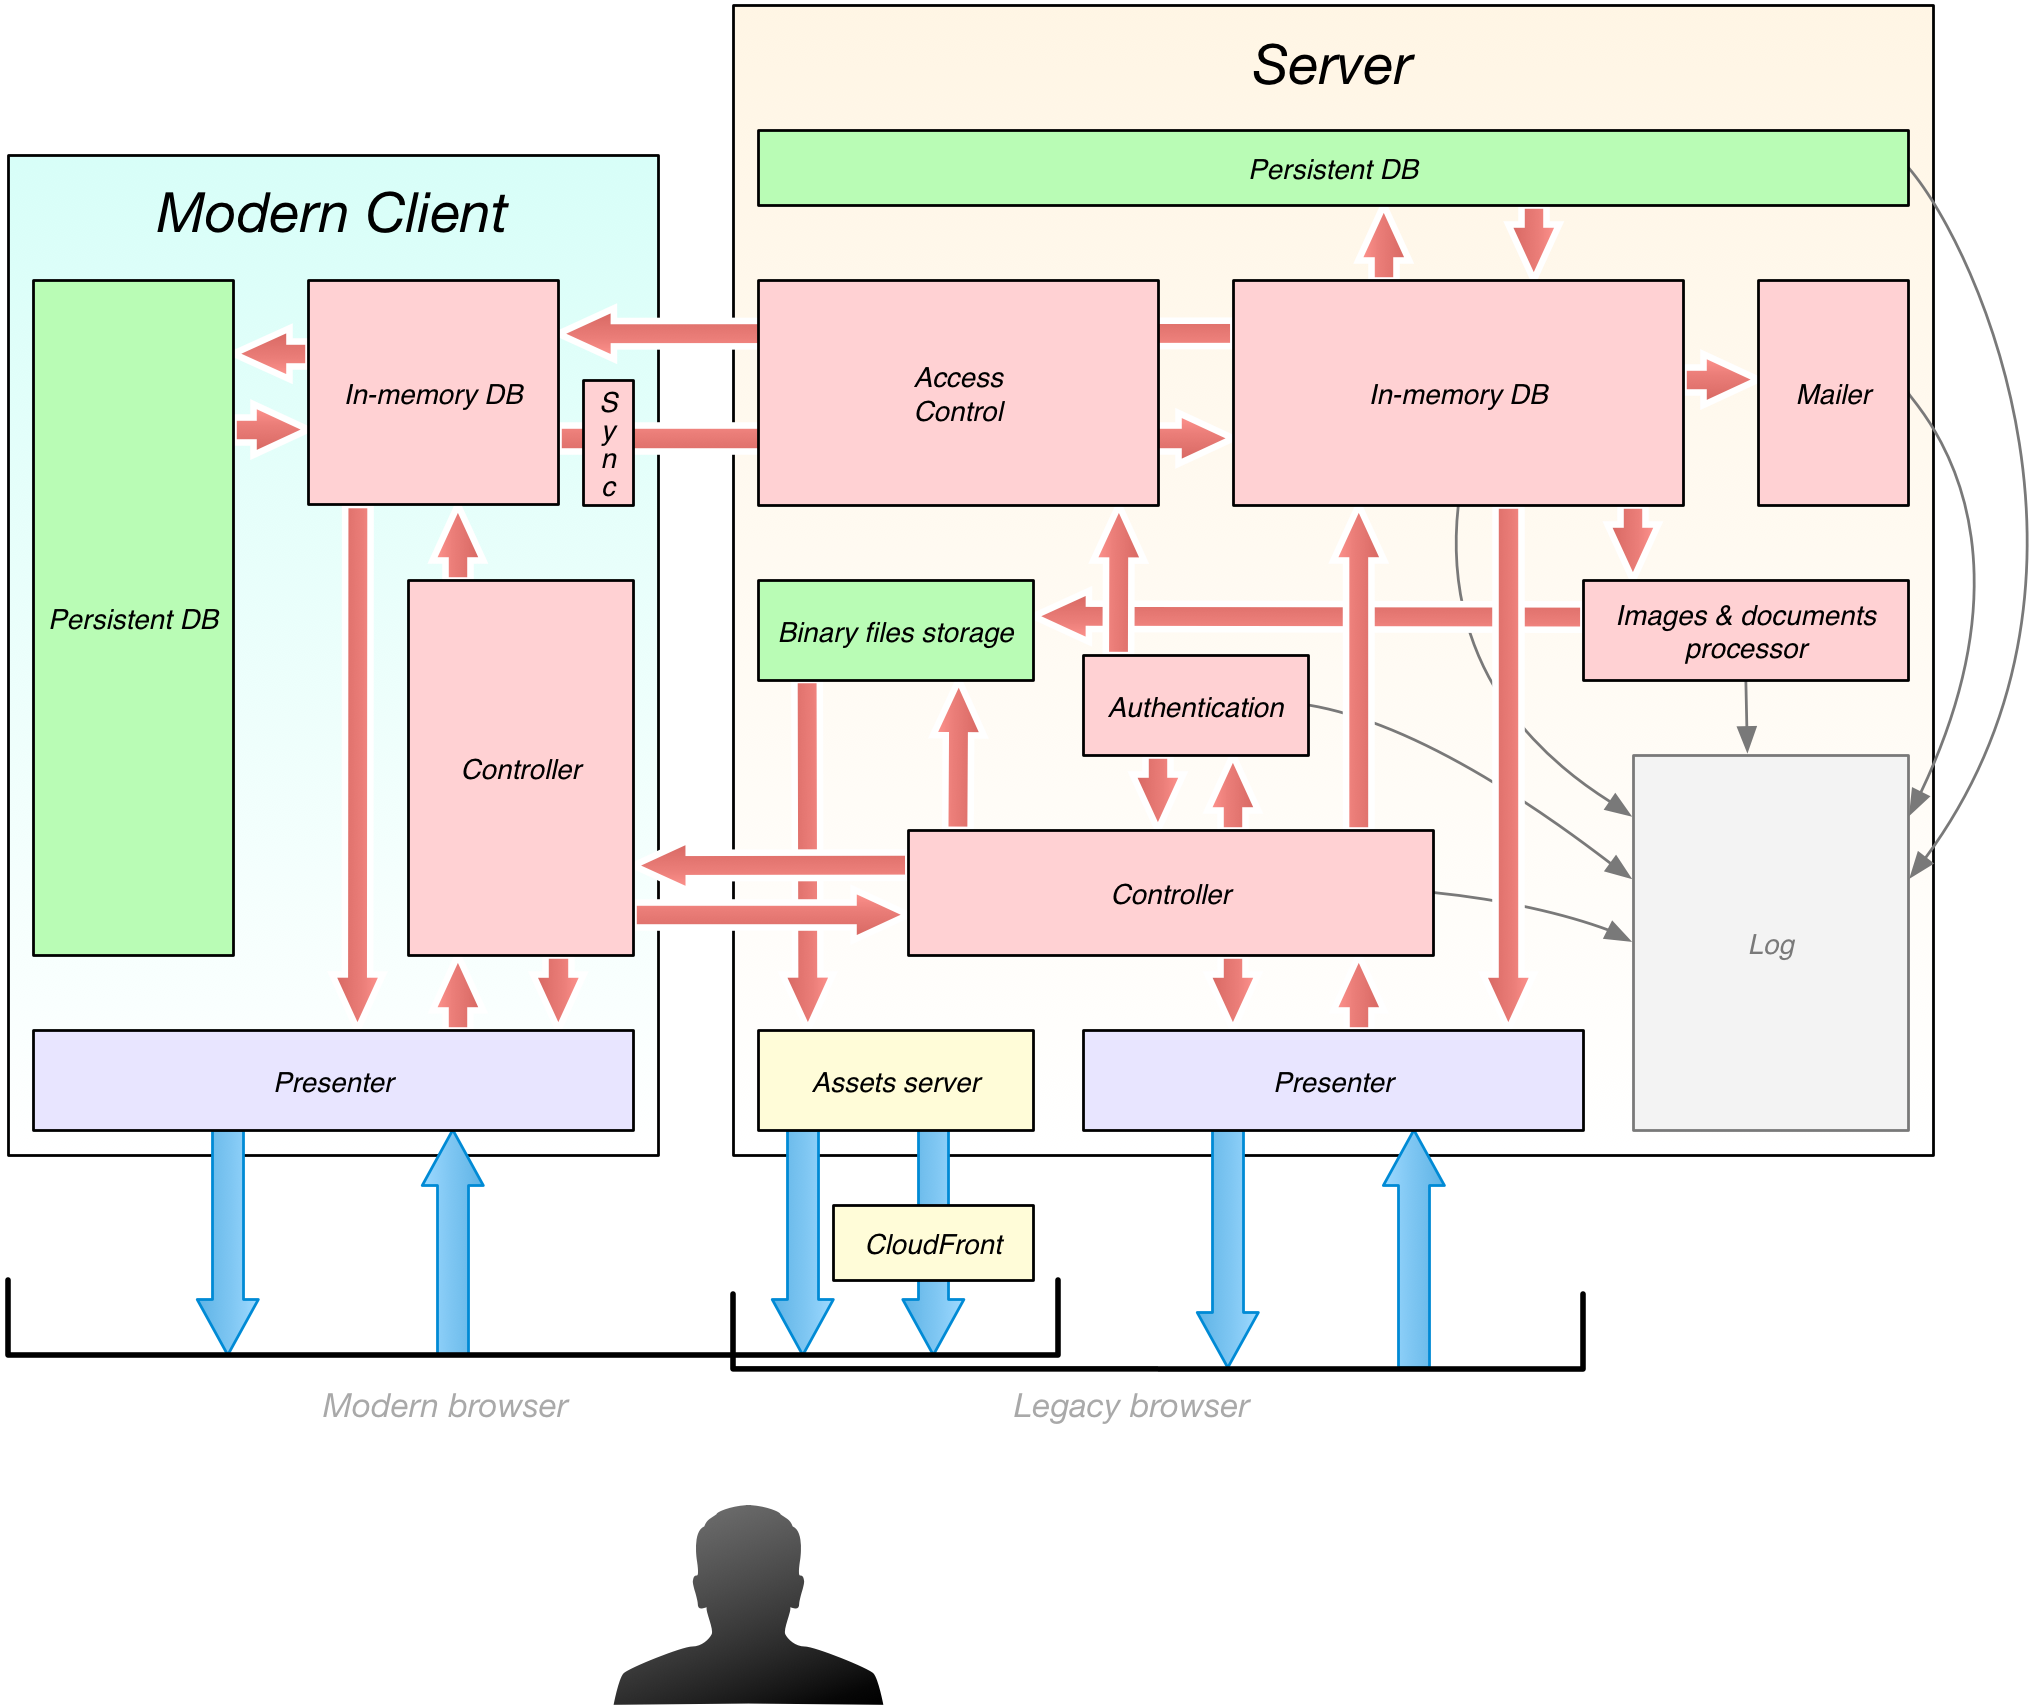 Server
Persistent DB
Modern Client
In-memory DB
S
y
n
c
Access
Control
In-memory DB
Mailer
Persistent DB
Controller
Binary files storage
Images & documents
processor
Authentication
Controller
Log
Presenter
Assets server
Presenter
CloudFront
Modern browser
Legacy browser